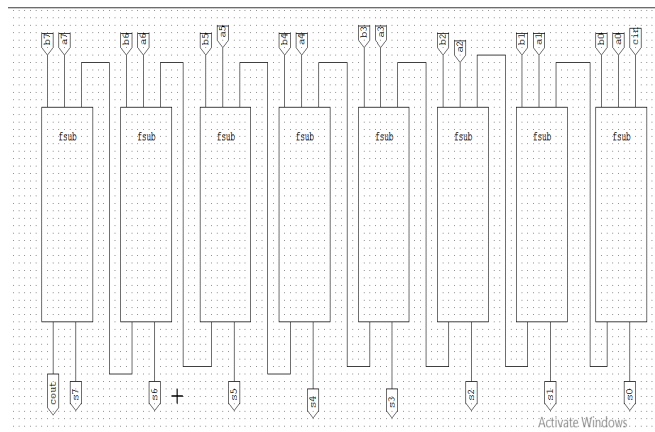 b7 a7 b6 a6 b5 a5 b4 a4 b3 a3 b2 a2 b1 a1 b0 a0 cin
fsub fsub fsub fsub fsub fsub fsub fsub
cout s7 s6 s5 s4 s3 s2 s1 s0
Activate Windows